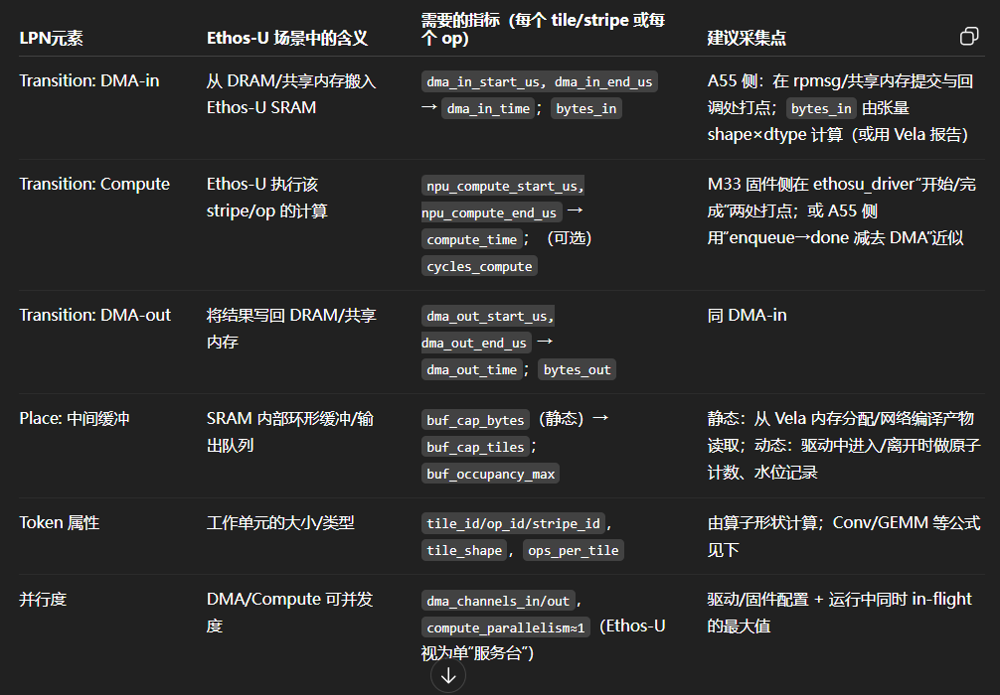 LPN元素
Ethos-U 场景中的含义
需要的指标（每个 tile/stripe 或每
个 op）
建议采集点
Transition: DMA-in
从 DRAM/共享内存搬入
Ethos-U SRAM
dma_in_start_us, dma_in_end_us
→ dma_in_time； bytes_in
A55 侧：在 rpmsg/共享内存提交与回
调处打点； bytes_in 由张量
shape×dtype 计算（或用 Vela 报告）
Transition: Compute
Ethos-U 执行该
stripe/op 的计算
npu_compute_start_us,
npu_compute_end_us →
compute_time； （可选）
cycles_compute
M33 固件侧在 ethosu_driver“开始/完
成”两处打点；或 A55 侧
用“enqueue→done 减去 DMA”近似
Transition: DMA-out
将结果写回 DRAM/共享
内存
dma_out_start_us,
dma_out_end_us →
dma_out_time； bytes_out
同 DMA-in
Place: 中间缓冲
SRAM 内部环形缓冲/输
出队列
buf_cap_bytes （静态）→
buf_cap_tiles；
buf_occupancy_max
静态：从 Vela 内存分配/网络编译产物
读取；动态：驱动中进入/离开时做原子
计数、水位记录
Token 属性
工作单元的大小/类型
tile_id/op_id/stripe_id，
tile_shape， ops_per_tile
由算子形状计算；Conv/GEMM 等公式
见下
并行度
DMA/Compute 可并发
度
dma_channels_in/out，
compute_parallelism≈1 （Ethos-U
视为单“服务台”）
驱动/固件配置 + 运行中同时 in-flight
的最大值